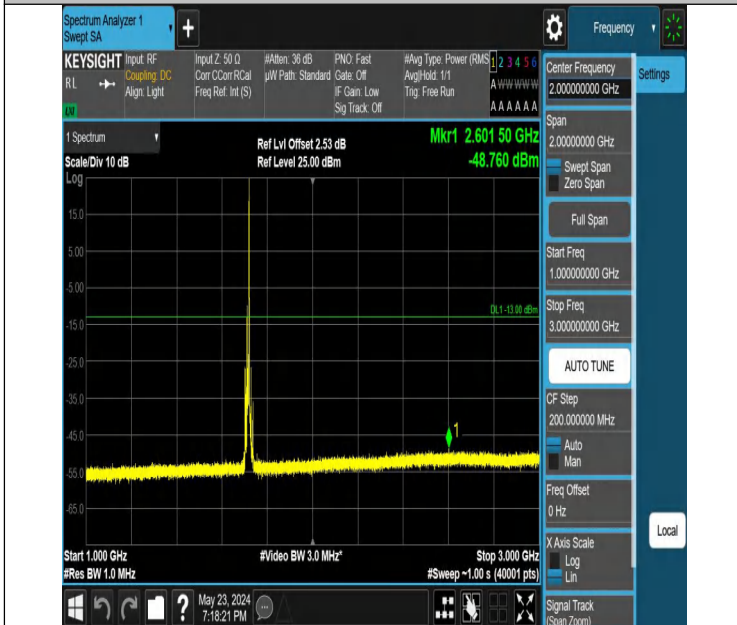 Spectrum Analyzer 1
Swept SA
Frequency
KEYSIGHT
RL
Input: RF
Coupling: DC
Align: Light
Input Z: 50 Ω
Corr CCorr RCal
Freq Ref: Int (S)
#Atten: 36 dB
µW Path: Standard
PNO: Fast
Gate: Off
IF Gain: Low
Sig Track: Off
#Avg Type: Power (RMS
Avg|Hold: 1/1
Trig: Free Run
1 2 3 4 5 6
A W W W W W
A A A A A A
1 Spectrum
Scale/Div 10 dB
Ref Lvl Offset 2.53 dB
Ref Level 25.00 dBm
Mkr1 2.601 50 GHz
-48.760 dBm
Log
15.0
5.00
-5.00
DL1 -13.00 dBm
-15.0
-25.0
-35.0
-45.0
1
-55.0
-65.0
Start 1.000 GHz
#Video BW 3.0 MHz*
Stop 3.000 GHz
#Res BW 1.0 MHz
#Sweep ~1.00 s (40001 pts)
May 23, 2024
7:18:21 PM
Center Frequency
2.000000000 GHz
Settings
Span
2.00000000 GHz
Swept Span
Zero Span
Full Span
Start Freq
1.000000000 GHz
Stop Freq
3.000000000 GHz
AUTO TUNE
CF Step
200.000000 MHz
Auto
Man
Freq Offset
0 Hz
X Axis Scale
Log
Lin
Local
Signal Track
(Span Zoom)